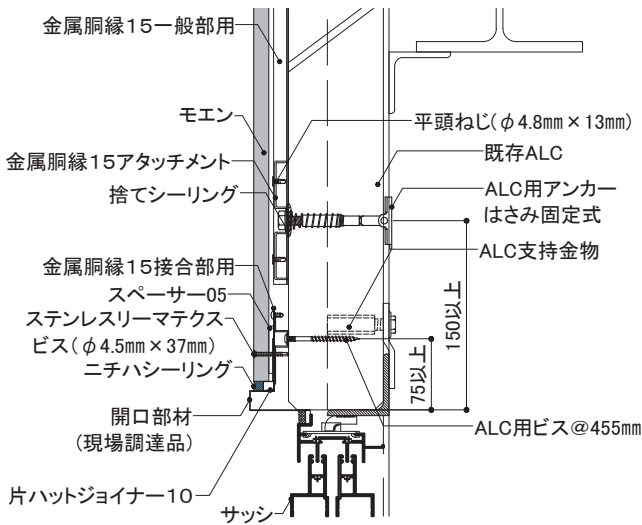 金属胴縁15一般部用
モエン
金属胴縁15アタッチメント
捨てシーリング
金属胴縁15接合部用
スペーサー05
ステンレスリーマテクス
ビス(φ4.5mm×37mm)
ニチハシーリング
開口部材
(現場調達品)
片ハットジョイナー10
サッシ
平頭ねじ(φ4.8mm×13mm)
既存ALC
ALC用アンカー
はさみ固定式
ALC支持金物
150以上
75以上
ALC用ビス@455mm